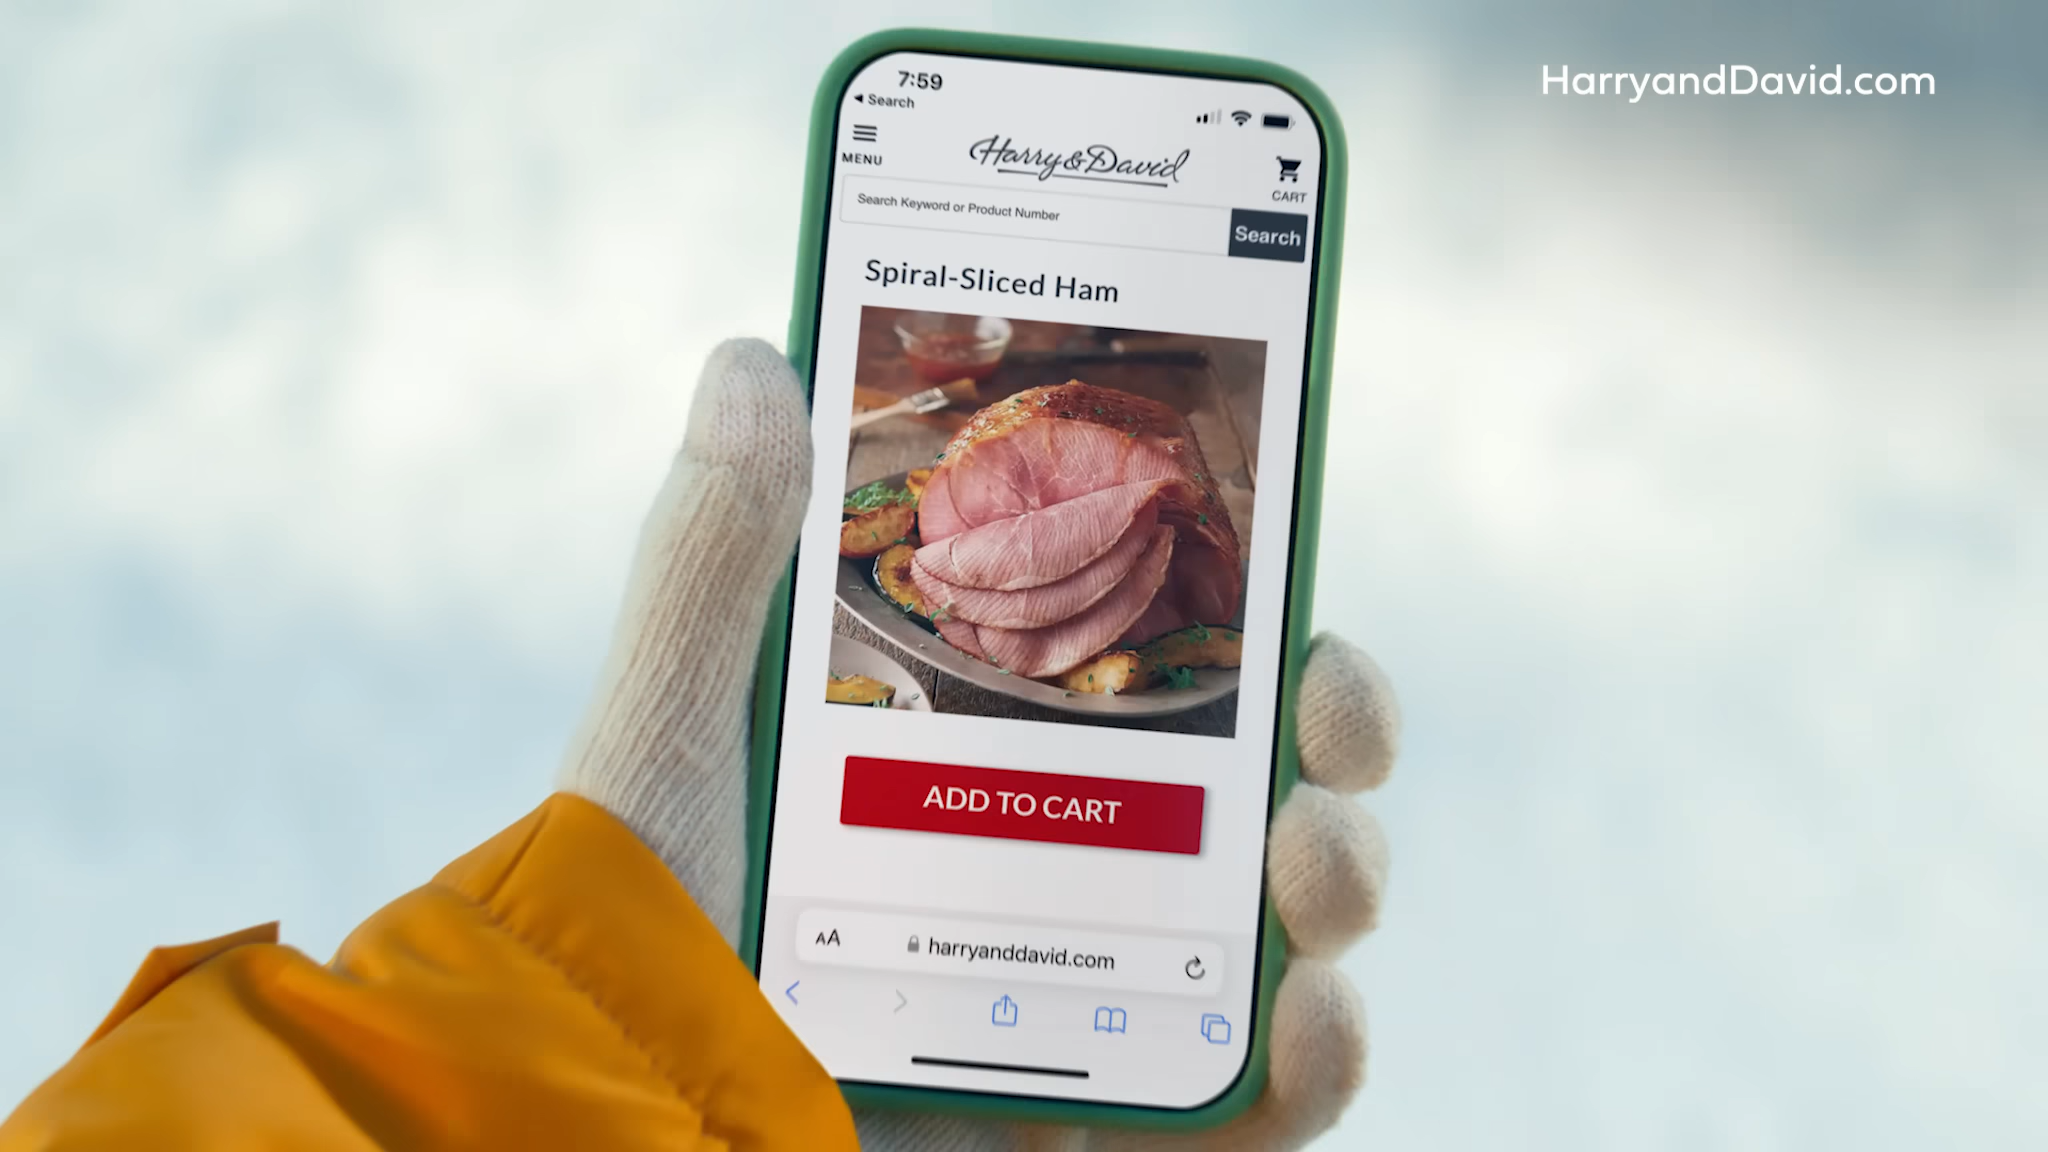 HarryandDavid.com
7:59
Search
MENU
Harry & David
CART
Search Keyword or Product Number
Search
Spiral-Sliced Ham
ADD TO CART
AA
harryanddavid.com